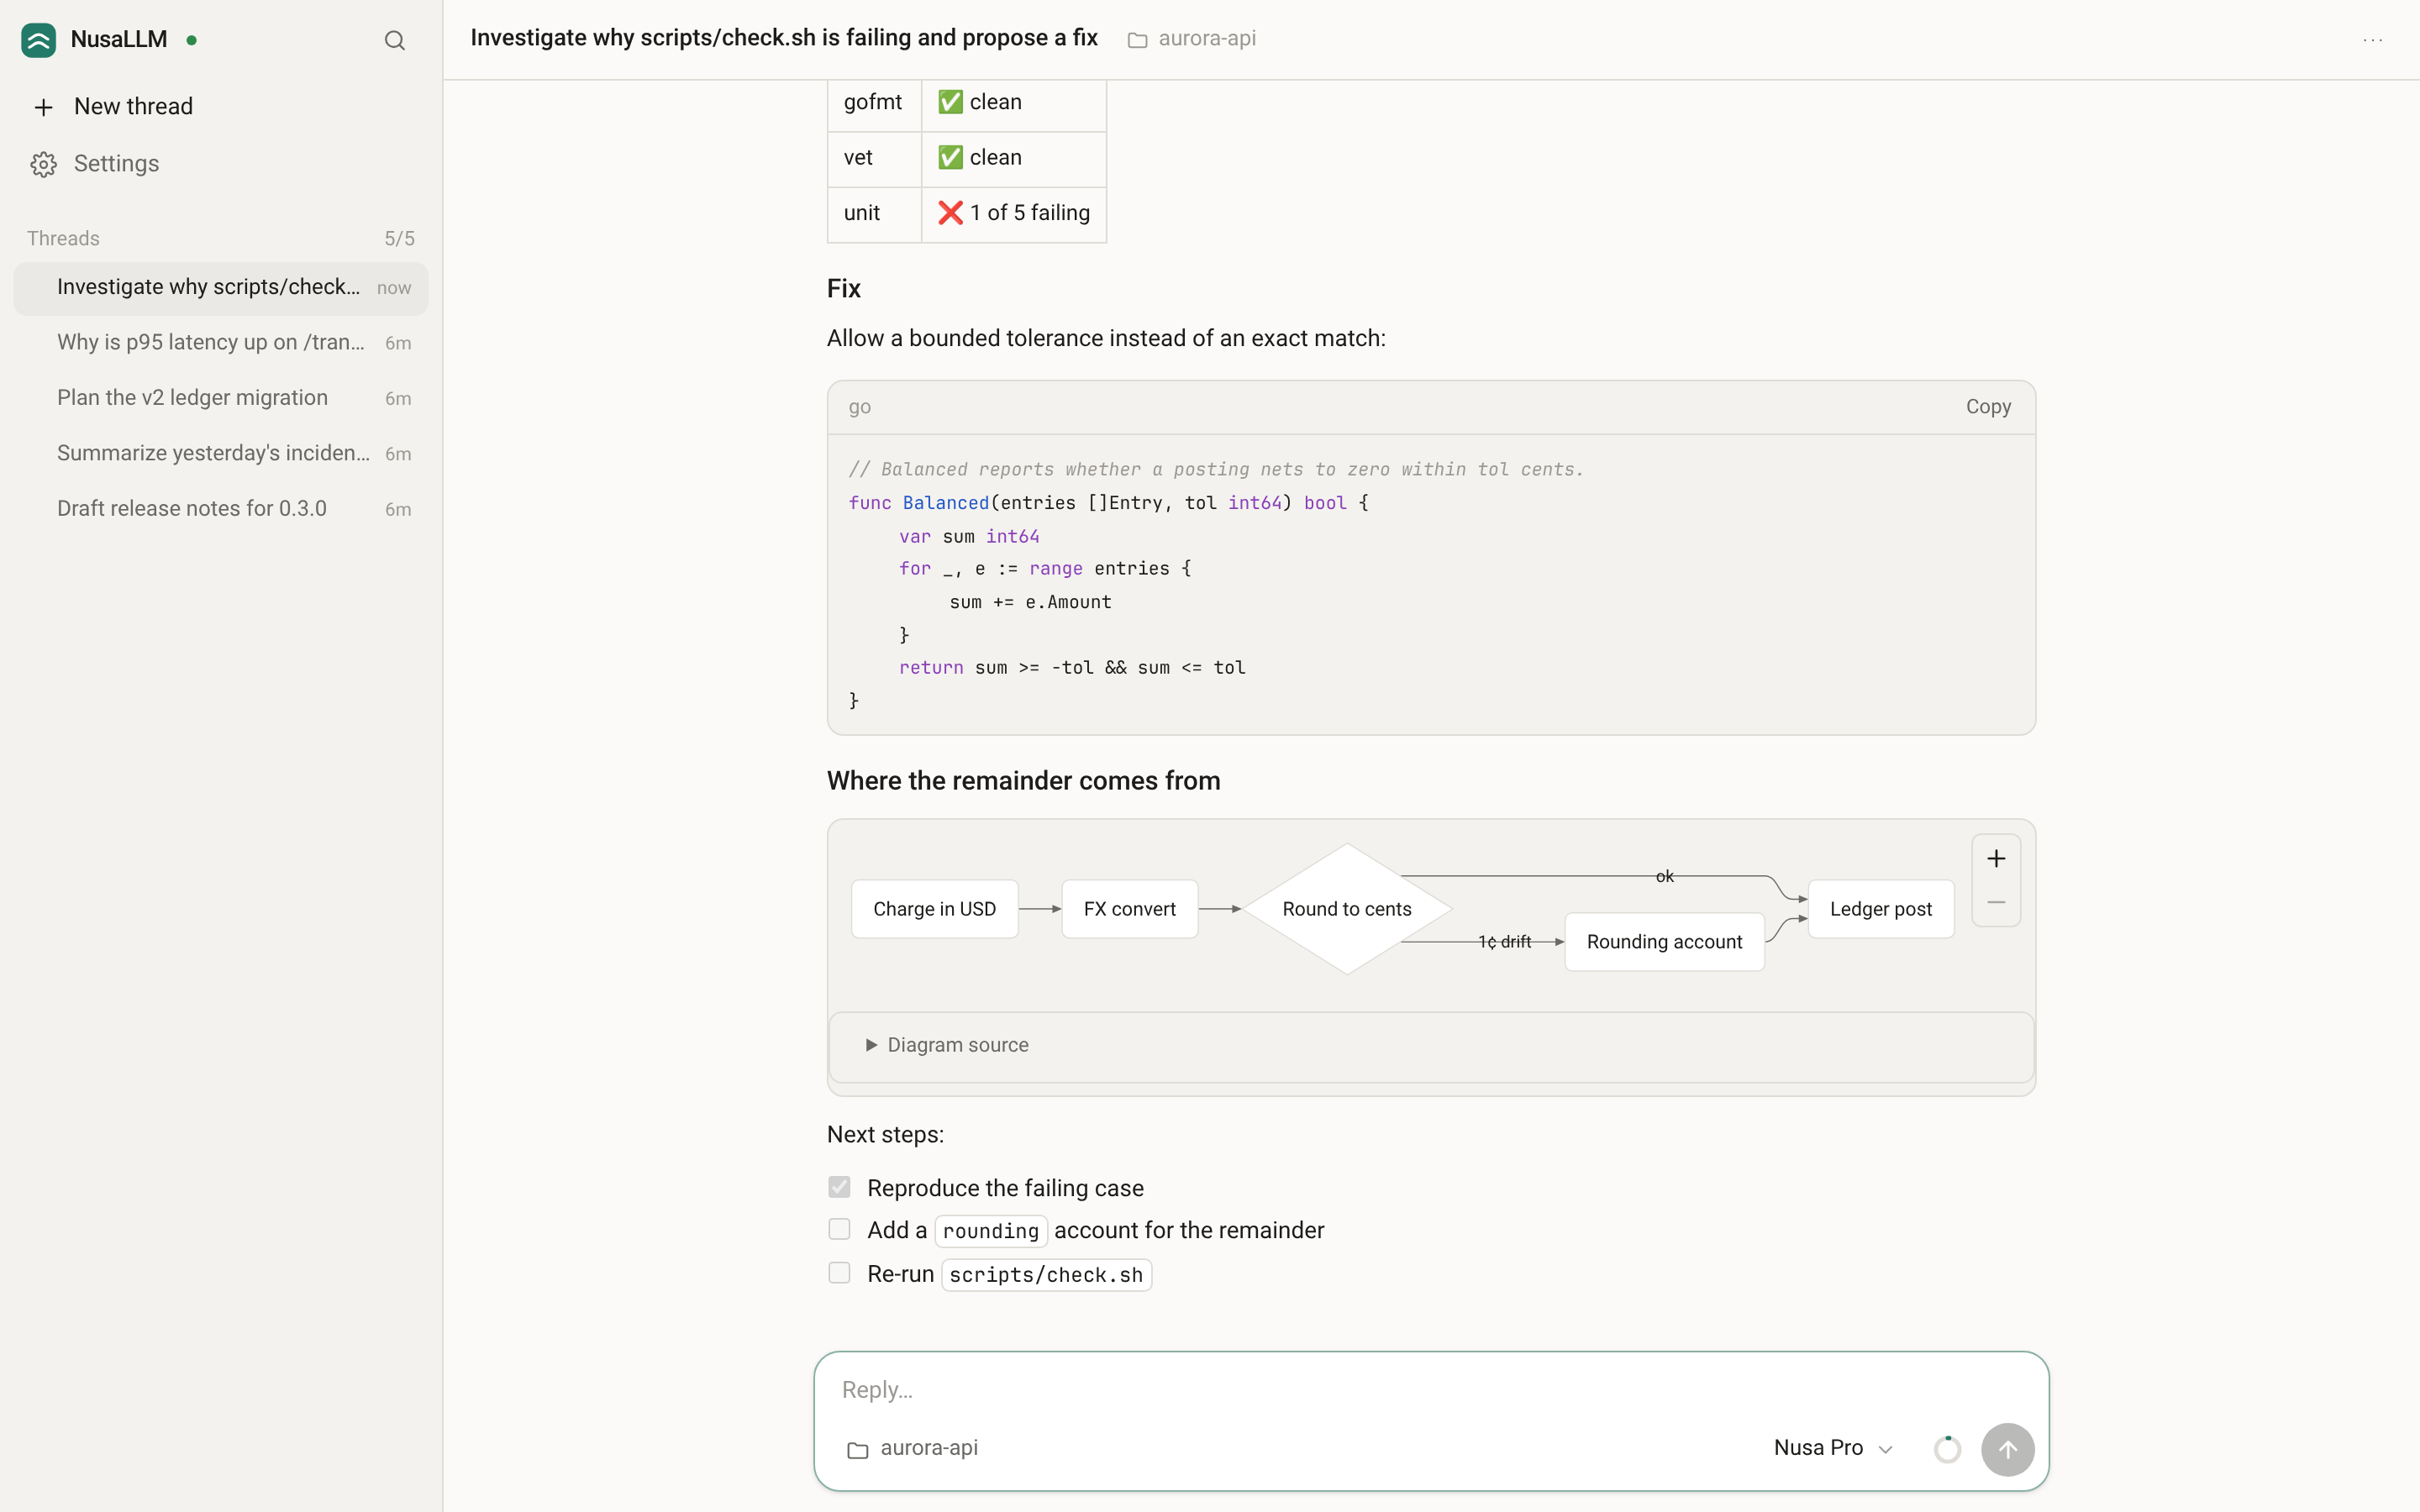 NusaLLM
New thread
Settings
Threads 5/5
Investigate why scripts/check... now
Why is p95 latency up on /tran... 6m
Plan the v2 ledger migration 6m
Summarize yesterday's inciden... 6m
Draft release notes for 0.3.0 6m
Investigate why scripts/check.sh is failing and propose a fix aurora-api ...
gofmt ✅ clean
vet ✅ clean
unit ❌ 1 of 5 failing
Fix
Allow a bounded tolerance instead of an exact match:
go Copy
// Balanced reports whether a posting nets to zero within tol cents.
func Balanced(entries []Entry, tol int64) bool {
var sum int64
for _, e := range entries {
sum += e.Amount
}
return sum >= -tol && sum <= tol
}
Where the remainder comes from
Charge in USD
FX convert
Round to cents
ok
1¢ drift
Rounding account
Ledger post
Diagram source
Next steps:
Reproduce the failing case
Add a rounding account for the remainder
Re-run scripts/check.sh
Reply...
aurora-api Nusa Pro